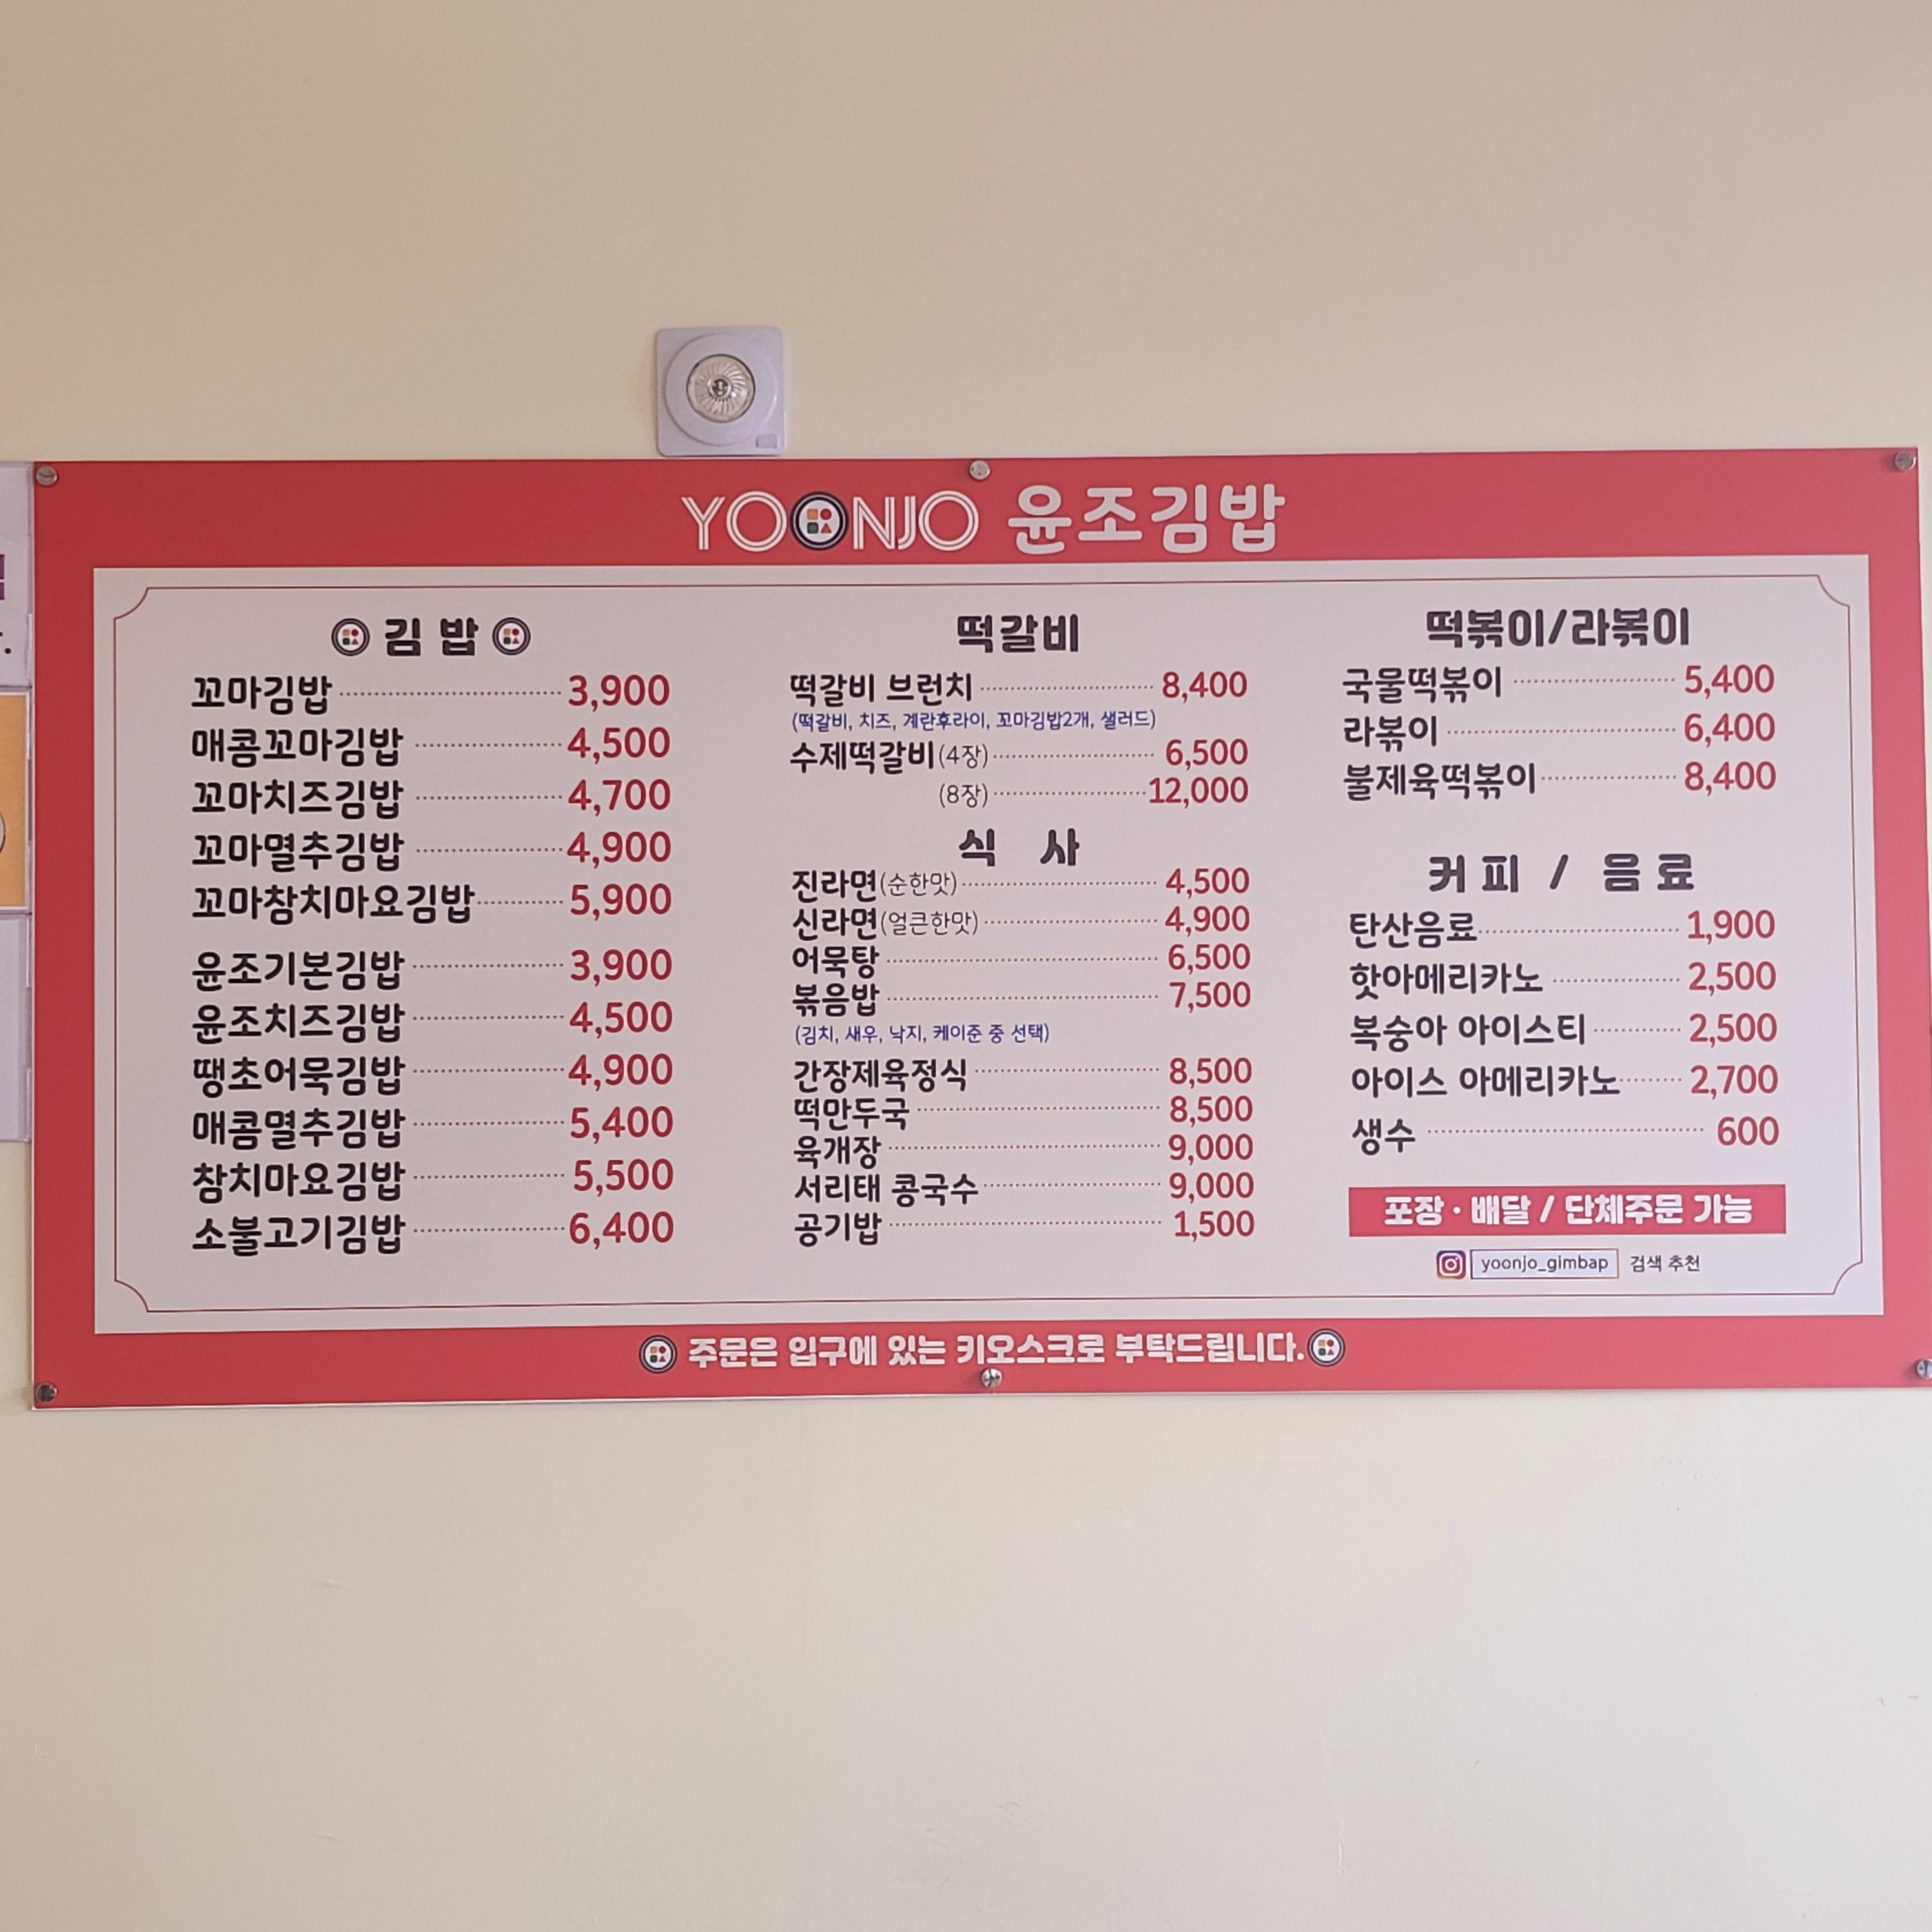 YOONJO 윤조김밥
김밥
꼬마김밥 3,900
매콤꼬마김밥 4,500
꼬마치즈김밥 4,700
꼬마멸추김밥 4,900
꼬마참치마요김밥 5,900
윤조기본김밥 3,900
윤조치즈김밥 4,500
땡초어묵김밥 4,900
매콤멸추김밥 5,400
참치마요김밥 5,500
소불고기김밥 6,400
떡갈비
떡갈비 브런치 8,400
(떡갈비, 치즈, 계란후라이, 꼬마김밥2개, 샐러드)
수제떡갈비(4장) 6,500
(8장) 12,000
식 사
진라면(순한맛) 4,500
신라면(얼큰한맛) 4,900
어묵탕 6,500
볶음밥 7,500
(김치, 새우, 낙지, 케이준 중 선택)
간장제육정식 8,500
떡만두국 8,500
육개장 9,000
서리태 콩국수 9,000
공기밥 1,500
떡볶이/라볶이
국물떡볶이 5,400
라볶이 6,400
불제육떡볶이 8,400
커피 / 음료
탄산음료 1,900
핫아메리카노 2,500
복숭아 아이스티 2,500
아이스 아메리카노 2,700
생수 600
포장·배달 / 단체주문 가능
yoonjo_gimbap 검색 추천
주문은 입구에 있는 키오스크로 부탁드립니다.